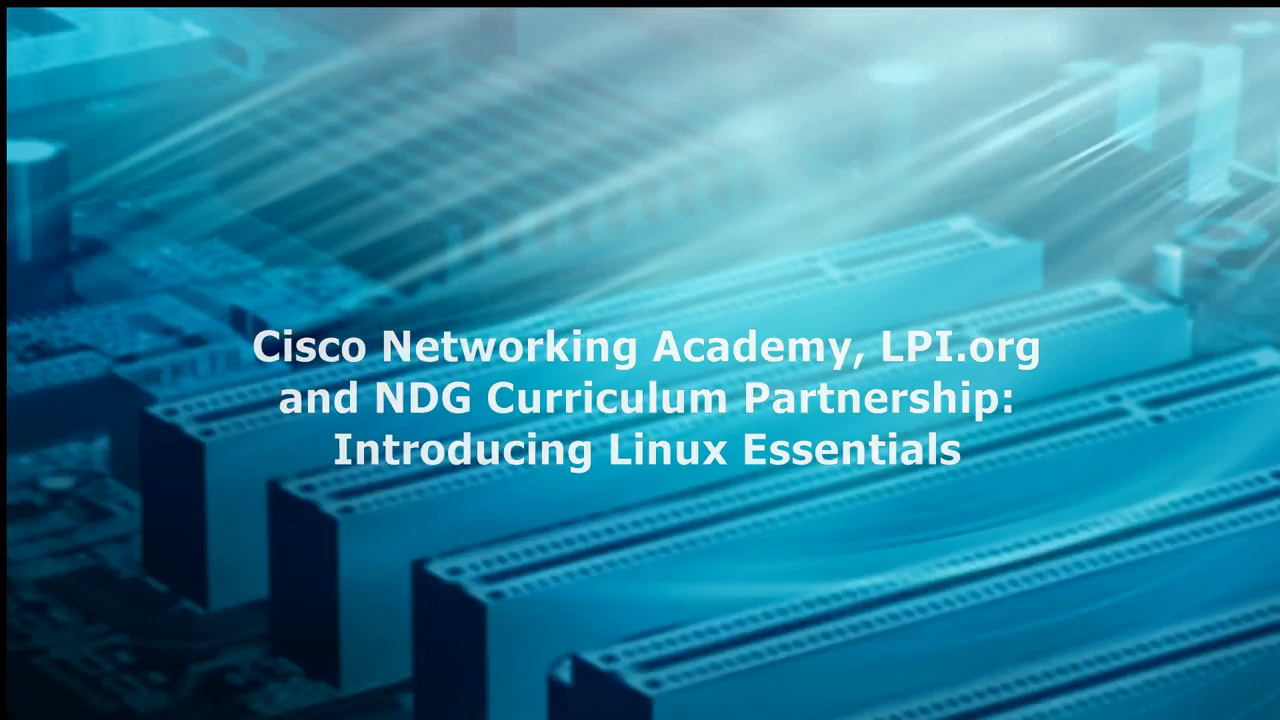 Cisco Networking Academy, LPI.org
and NDG Curriculum Partnership:
Introducing Linux Essentials